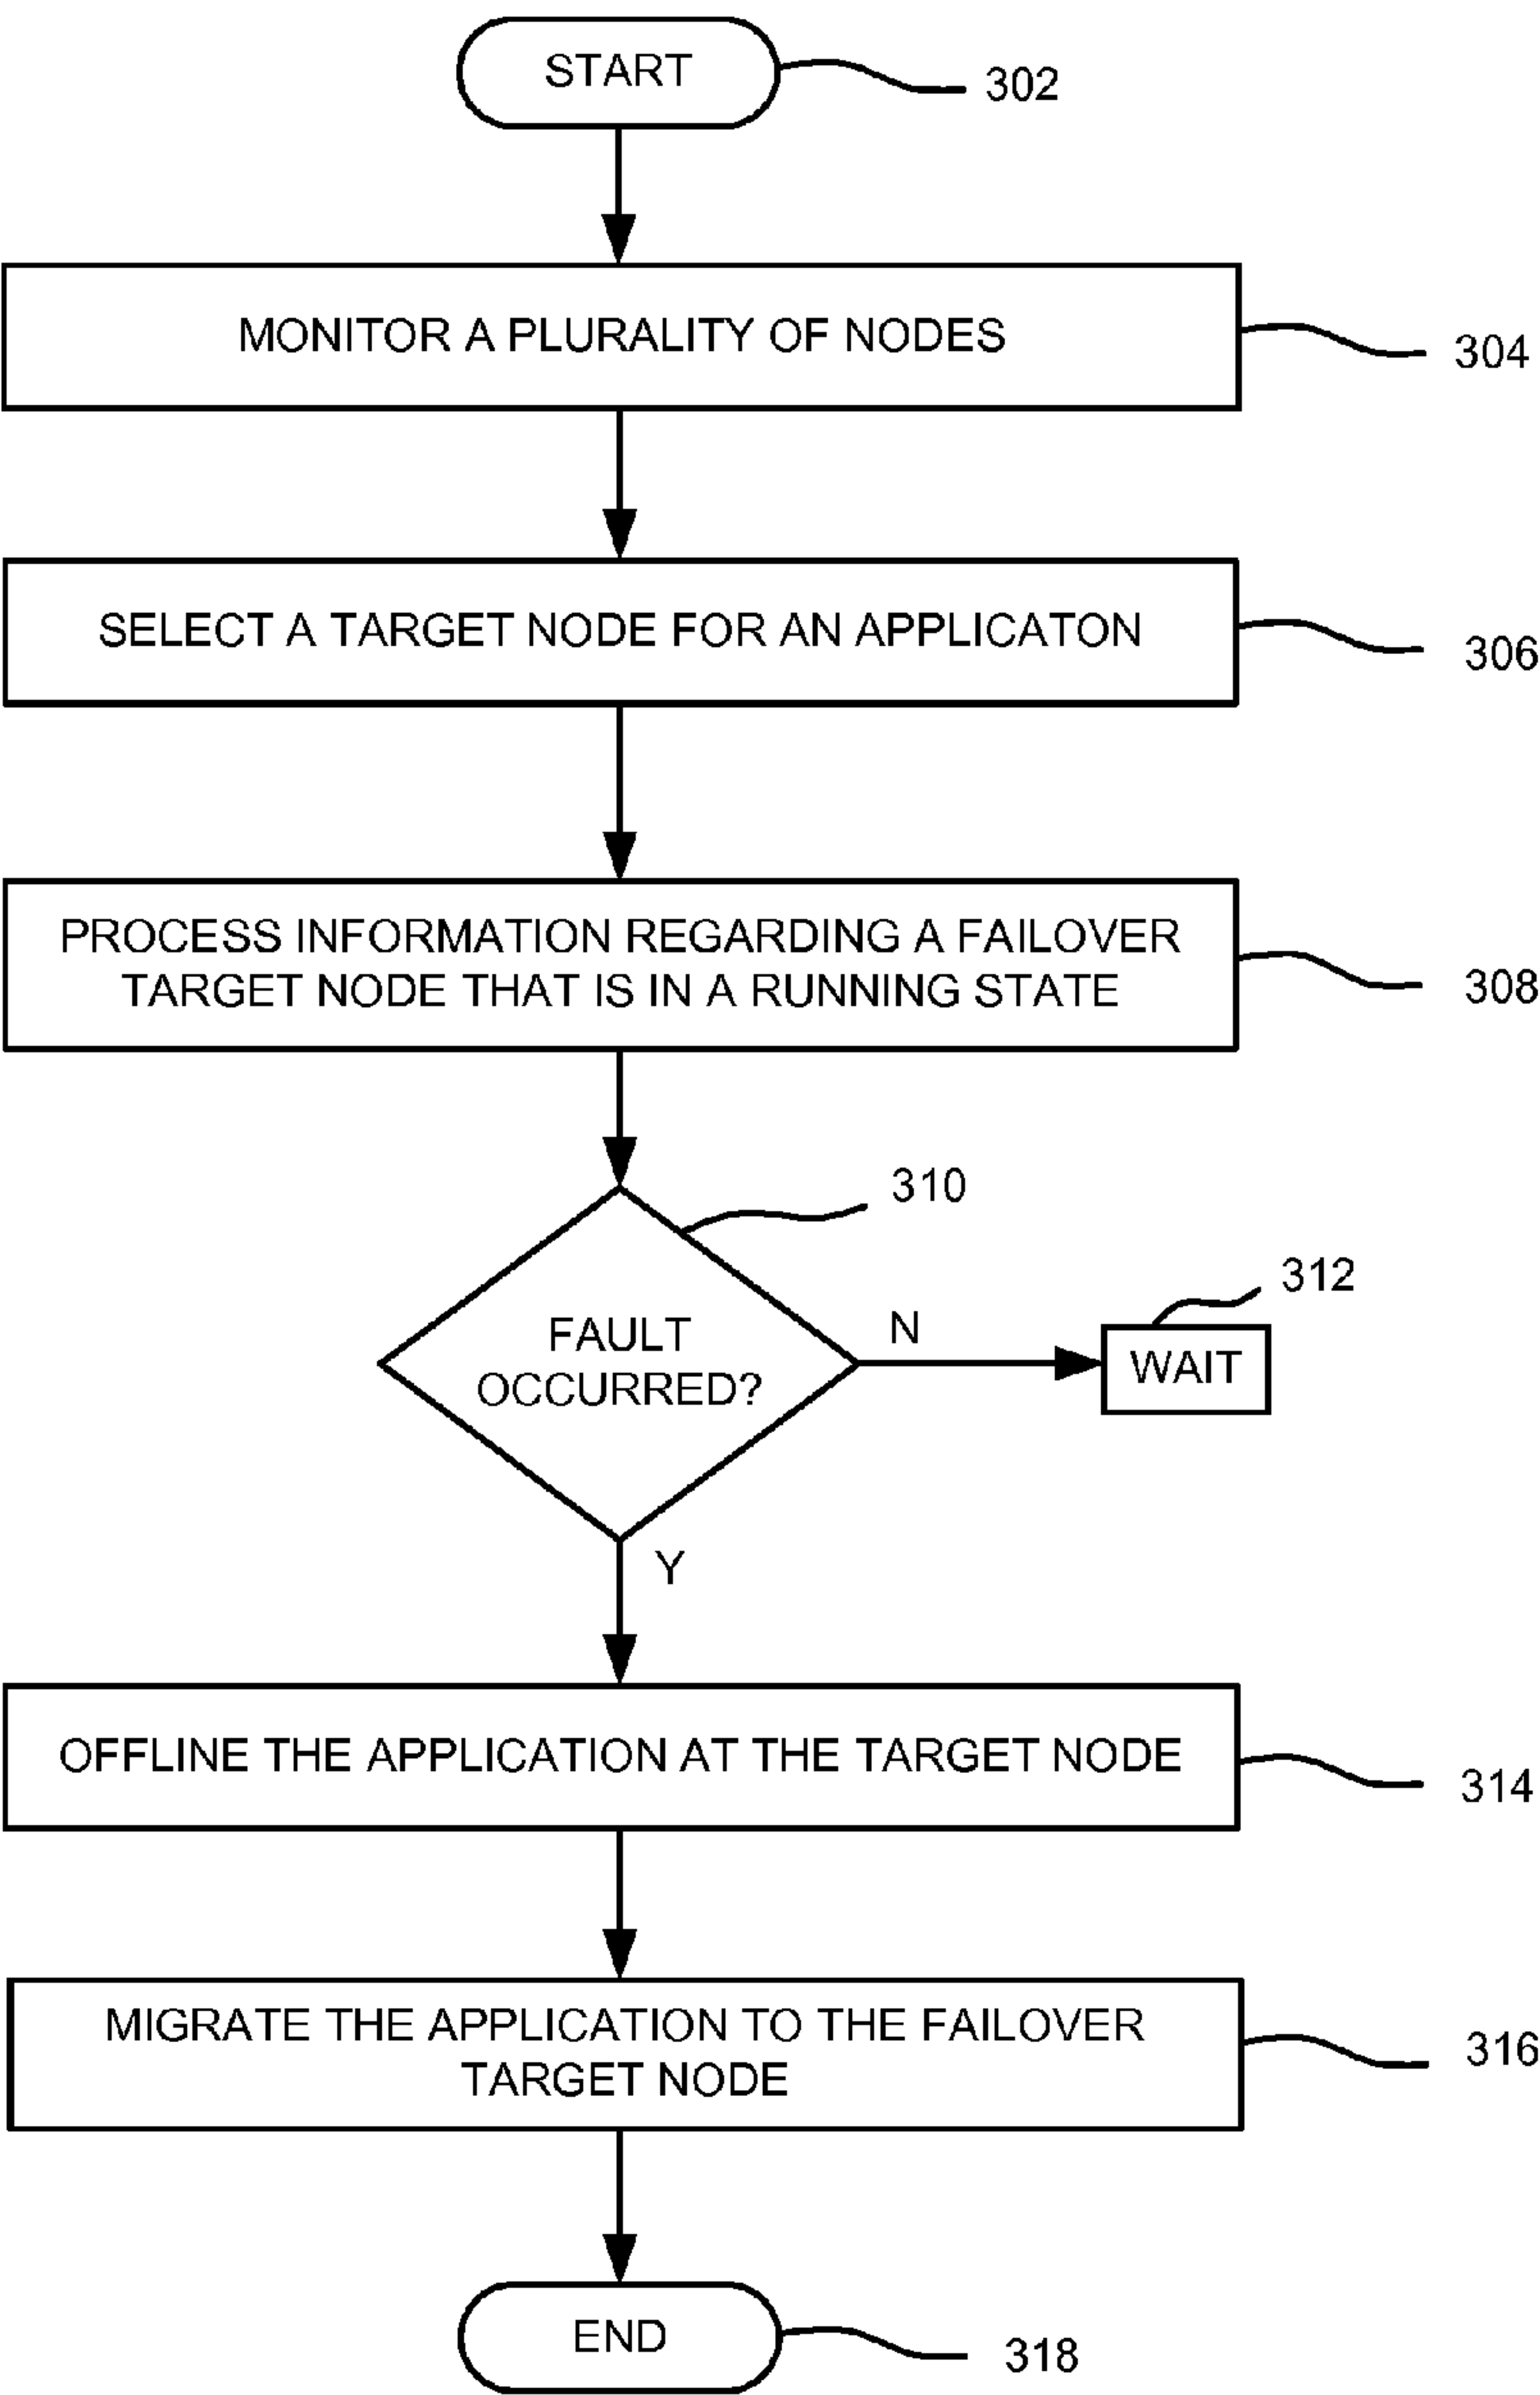 START
302
MONITOR A PLURALITY OF NODES
304
SELECT A TARGET NODE FOR AN APPLICATON
306
PROCESS INFORMATION REGARDING A FAILOVER
TARGET NODE THAT IS IN A RUNNING STATE
308
310
FAULT
OCCURRED?
N
312
WAIT
Y
OFFLINE THE APPLICATION AT THE TARGET NODE
314
MIGRATE THE APPLICATION TO THE FAILOVER
TARGET NODE
316
END
318